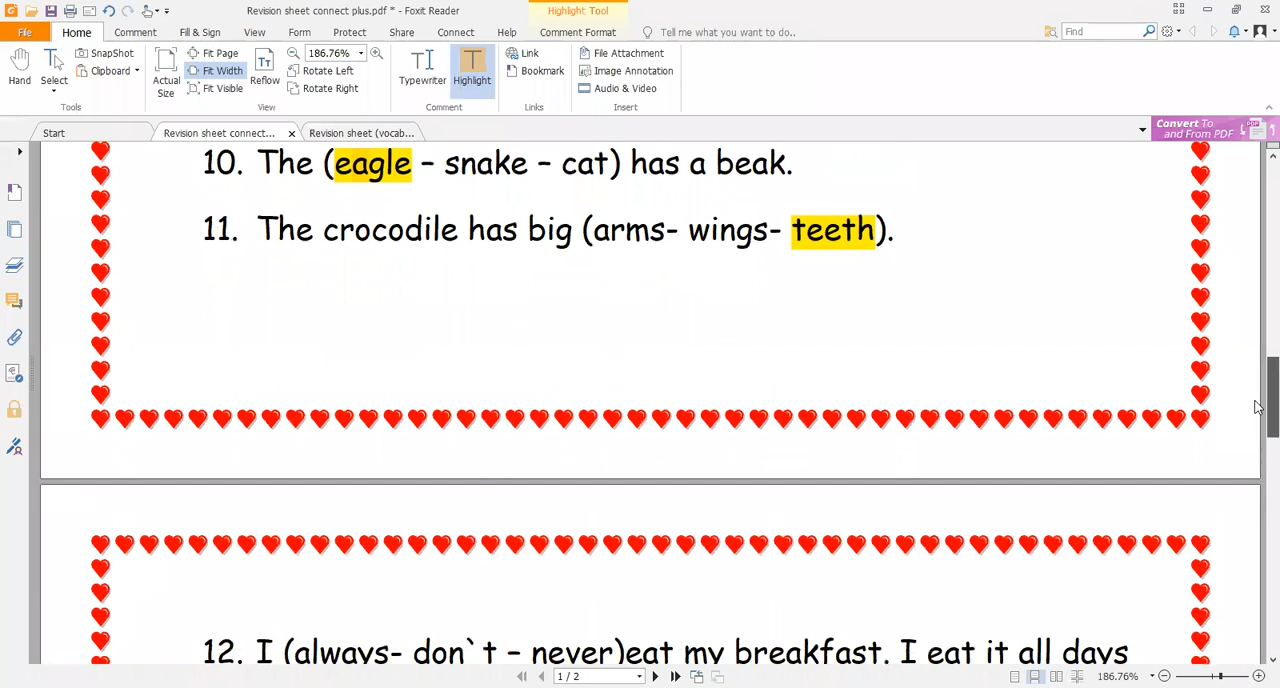 Revision sheet connect plus.pdf * - Foxit Reader
Highlight Tool
File Home Comment Fill & Sign View Form Protect Share Connect Help Comment Format Tell me what you want to do.. Find
Hand Select SnapShot Clipboard Tools
Actual Size Fit Page Fit Width Fit Visible Reflow 186.76% Rotate Left Rotate Right View
Typewriter Highlight Comment
Link Bookmark Links
File Attachment Image Annotation Audio & Video Insert
Start Revision sheet connect... Revision sheet (vocab... Convert To and From PDF
10. The (eagle – snake – cat) has a beak.
11. The crocodile has big (arms- wings- teeth).
12. I (always- don`t – never)eat my breakfast. I eat it all days
1 / 2 186.76%